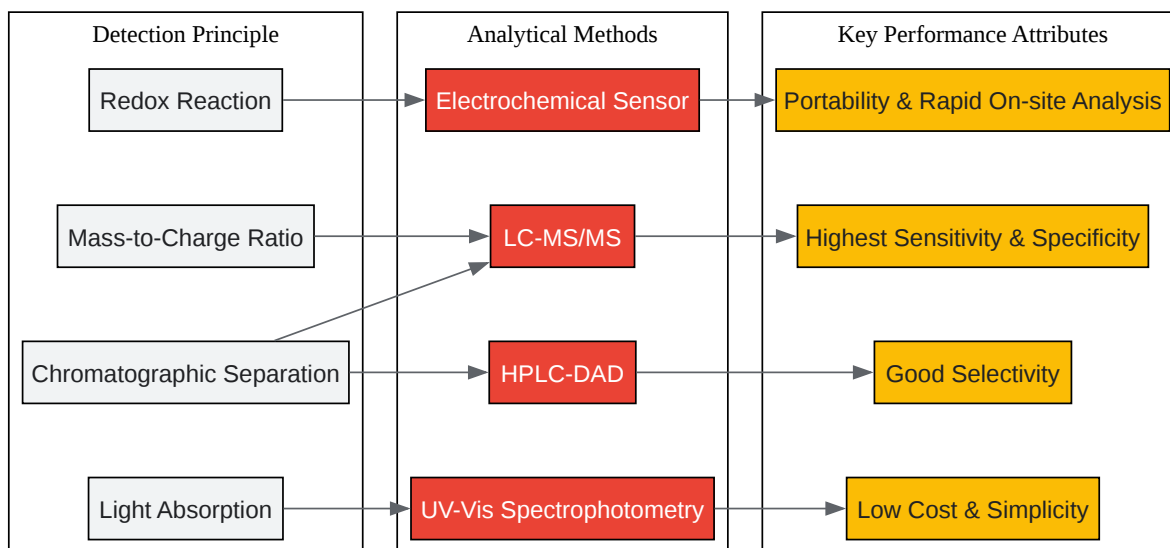 Detection Principle
Analytical Methods
Key Performance Attributes
Redox Reaction
Electrochemical Sensor
Portability & Rapid On-site Analysis
Mass-to-Charge Ratio
LC-MS/MS
Highest Sensitivity & Specificity
Chromatographic Separation
HPLC-DAD
Good Selectivity
Light Absorption
UV-Vis Spectrophotometry
Low Cost & Simplicity